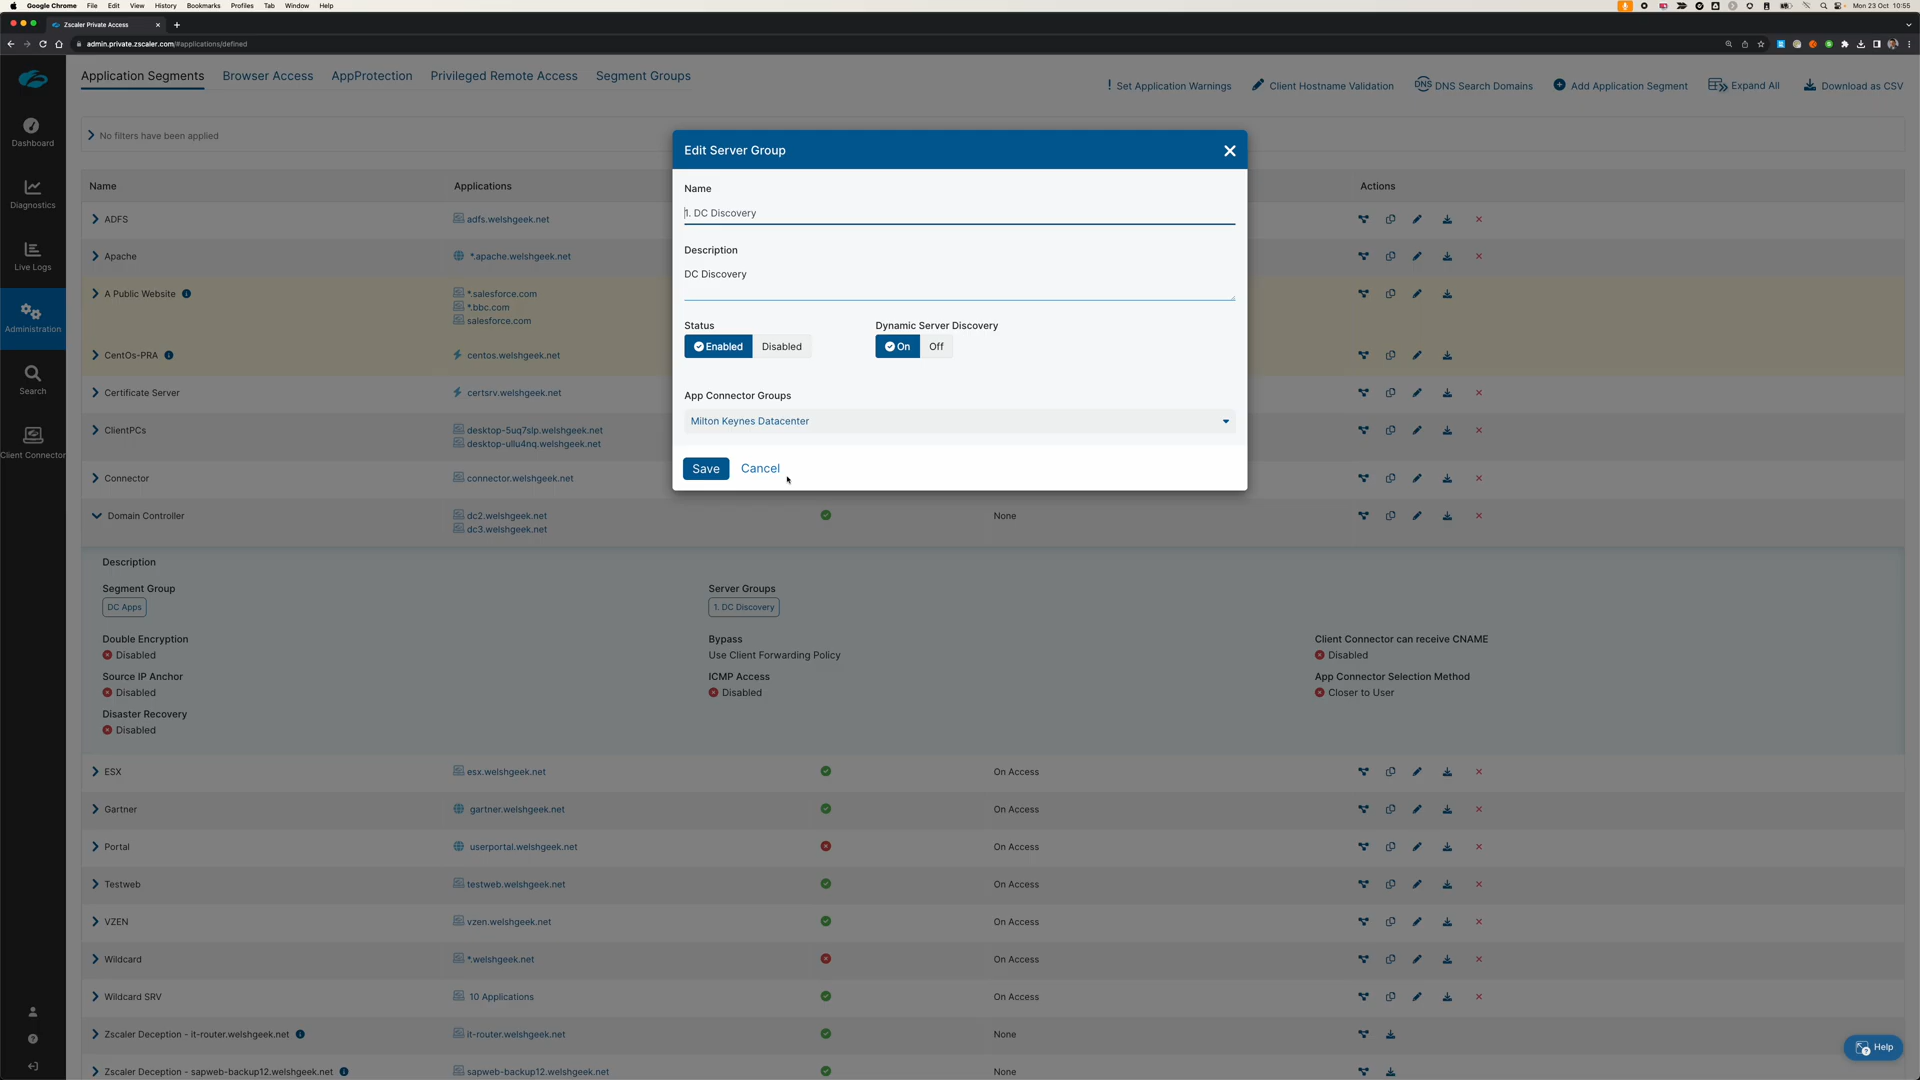 Google Chrome File Edit View History Bookmarks Profiles Tab Window Help Mon 23 Oct 10:55
Zscaler Private Access
admin.private.zscaler.com/#applications/defined
Application Segments Browser Access AppProtection Privileged Remote Access Segment Groups
Set Application Warnings Client Hostname Validation DNS DNS Search Domains Add Application Segment Expand All Download as CSV
Dashboard
Diagnostics
Live Logs
Administration
Search
Client Connector
No filters have been applied
Name Applications Actions
ADFS adfs.welshgeek.net
Apache *.apache.welshgeek.net
A Public Website *.salesforce.com
*.bbc.com
salesforce.com
CentOs-PRA centos.welshgeek.net
Certificate Server certsrv.welshgeek.net
ClientPCs desktop-5uq7slp.welshgeek.net
desktop-ullu4nq.welshgeek.net
Connector connector.welshgeek.net
Edit Server Group
Name
1. DC Discovery
Description
DC Discovery
Status Dynamic Server Discovery
Enabled Disabled On Off
App Connector Groups
Milton Keynes Datacenter
Save Cancel
Domain Controller dc2.welshgeek.net None
dc3.welshgeek.net
Description
Segment Group Server Groups
DC Apps 1. DC Discovery
Double Encryption Bypass Client Connector can receive CNAME
Disabled Use Client Forwarding Policy Disabled
Source IP Anchor ICMP Access App Connector Selection Method
Disabled Disabled Closer to User
Disaster Recovery
Disabled
ESX esx.welshgeek.net On Access
Gartner gartner.welshgeek.net On Access
Portal userportal.welshgeek.net On Access
Testweb testweb.welshgeek.net On Access
VZEN vzen.welshgeek.net On Access
Wildcard *.welshgeek.net On Access
Wildcard SRV 10 Applications On Access
Zscaler Deception - it-router.welshgeek.net it-router.welshgeek.net None
Zscaler Deception - sapweb-backup12.welshgeek.net sapweb-backup12.welshgeek.net None
Help